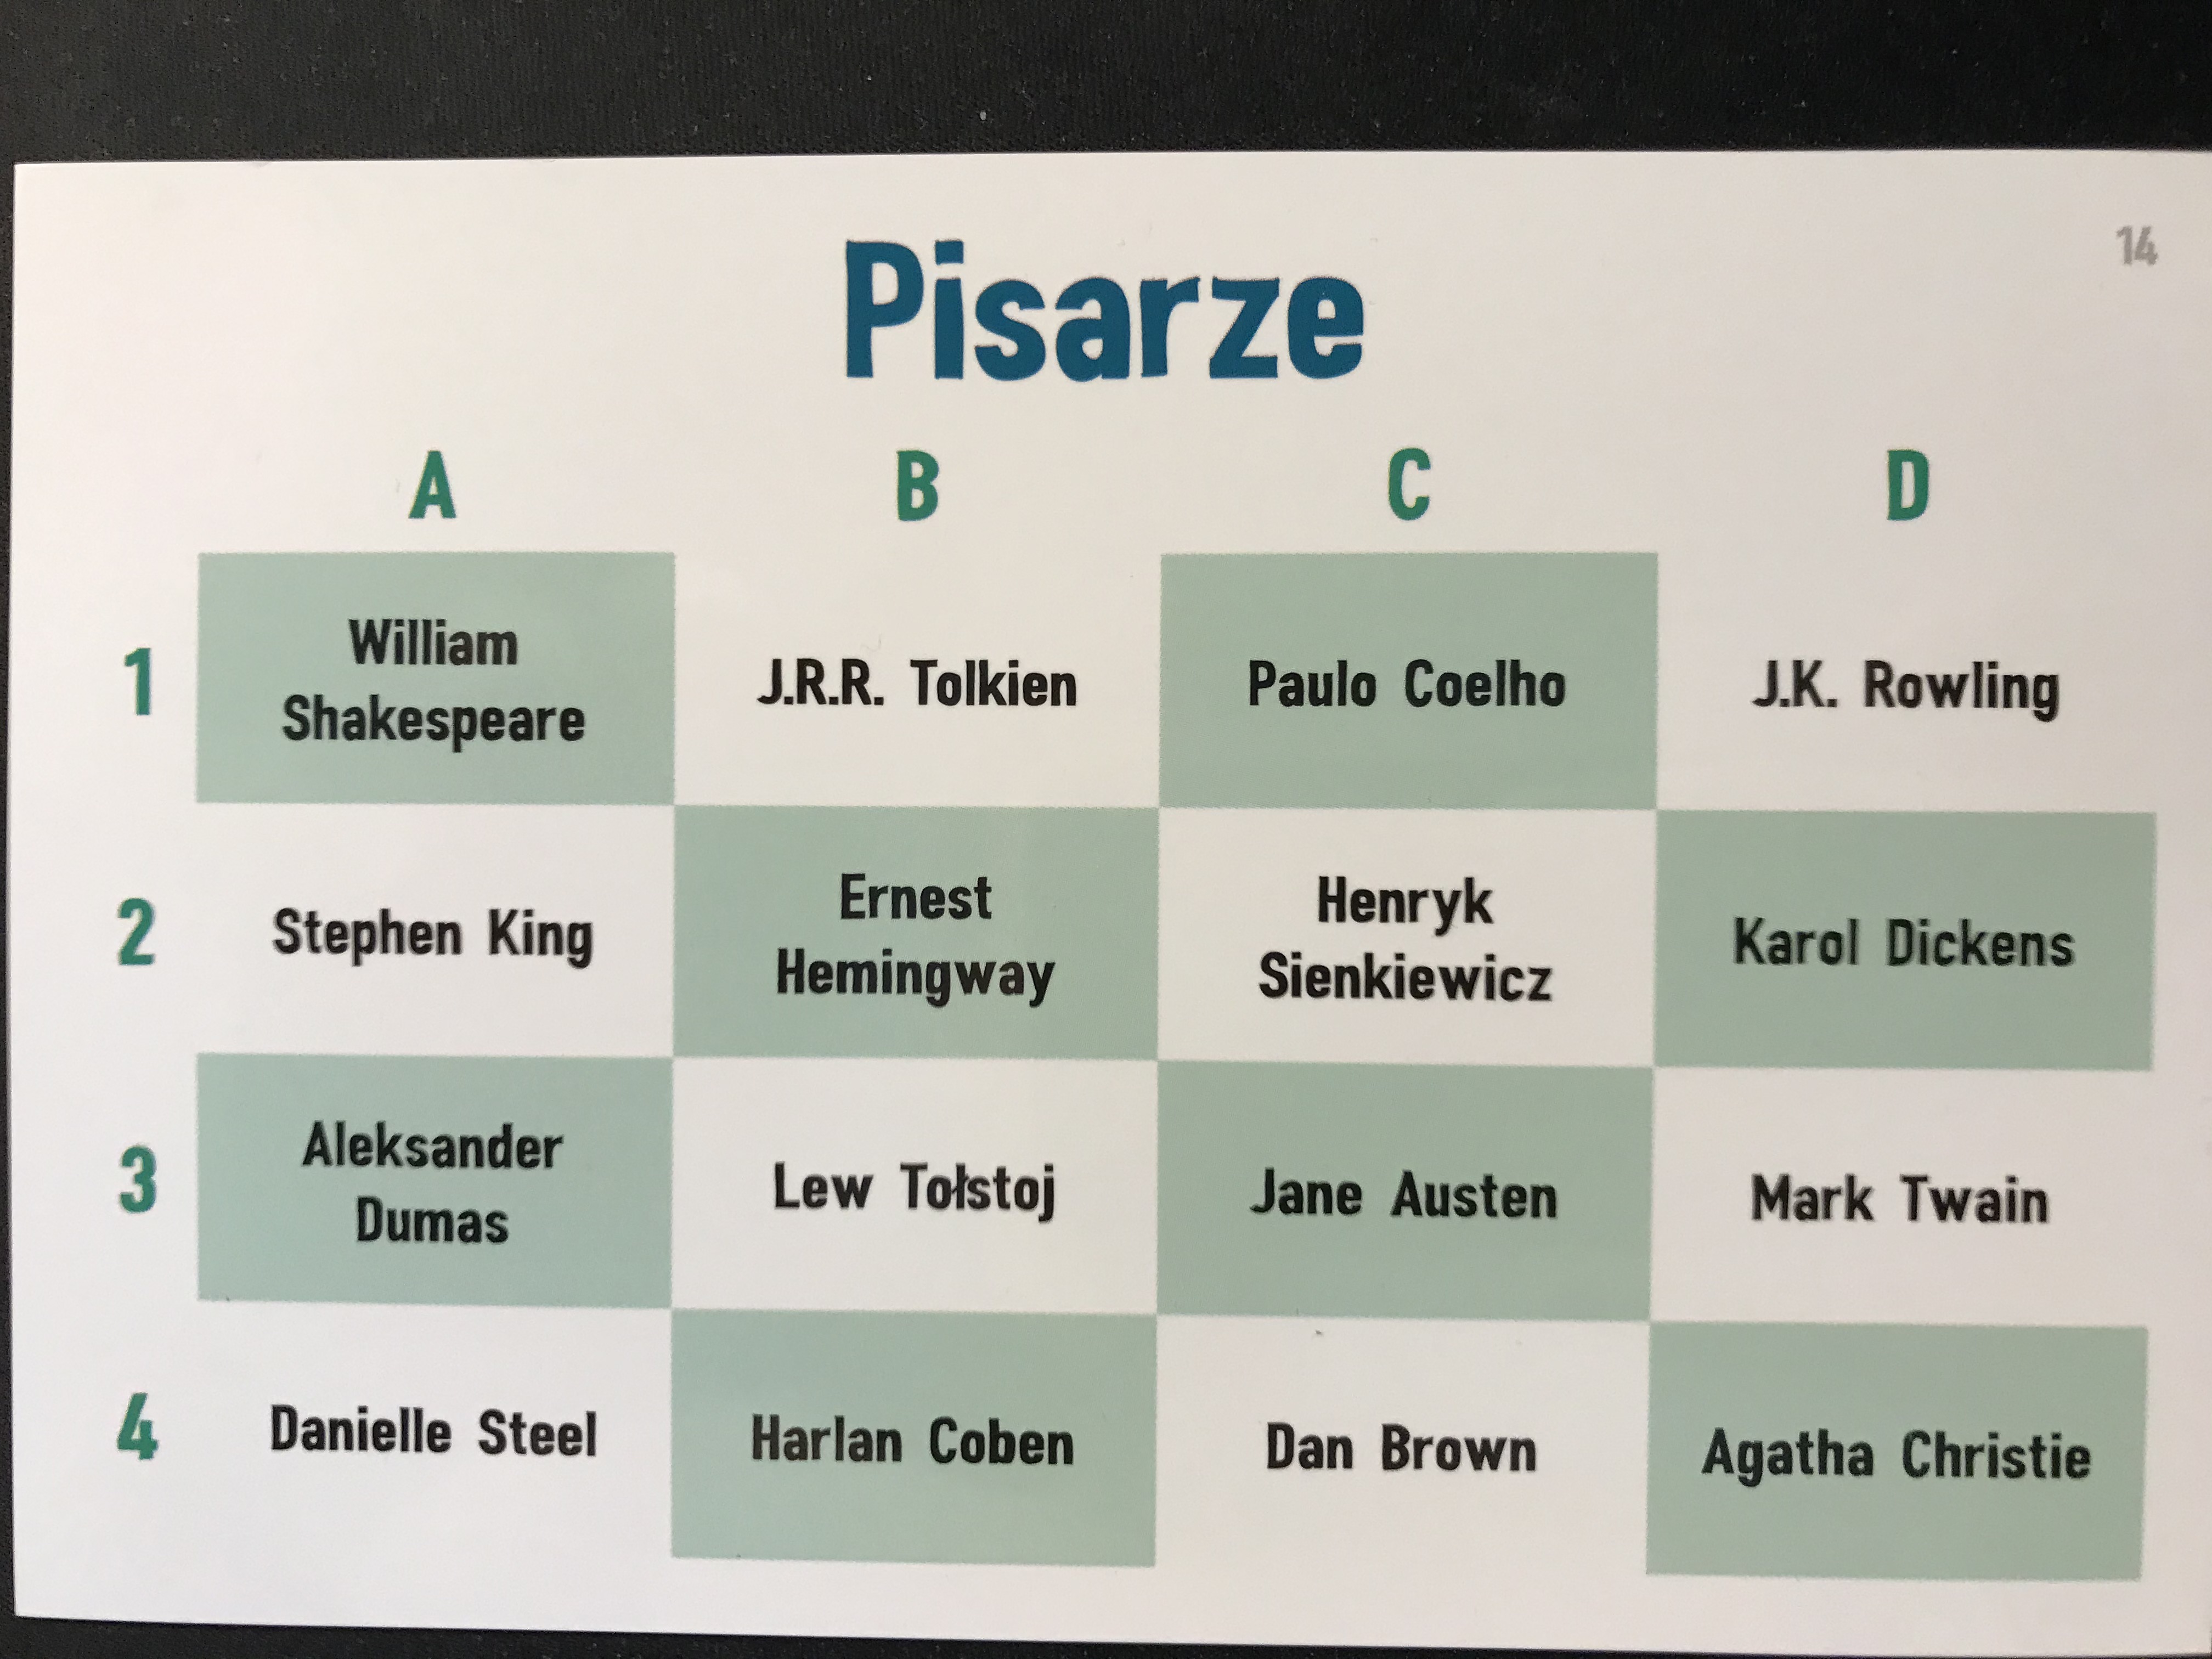 14
Pisarze
A B C D
1 William Shakespeare J.R.R. Tolkien Paulo Coelho J.K. Rowling
2 Stephen King Ernest Hemingway Henryk Sienkiewicz Karol Dickens
3 Aleksander Dumas Lew Tołstoj Jane Austen Mark Twain
4 Danielle Steel Harlan Coben Dan Brown Agatha Christie